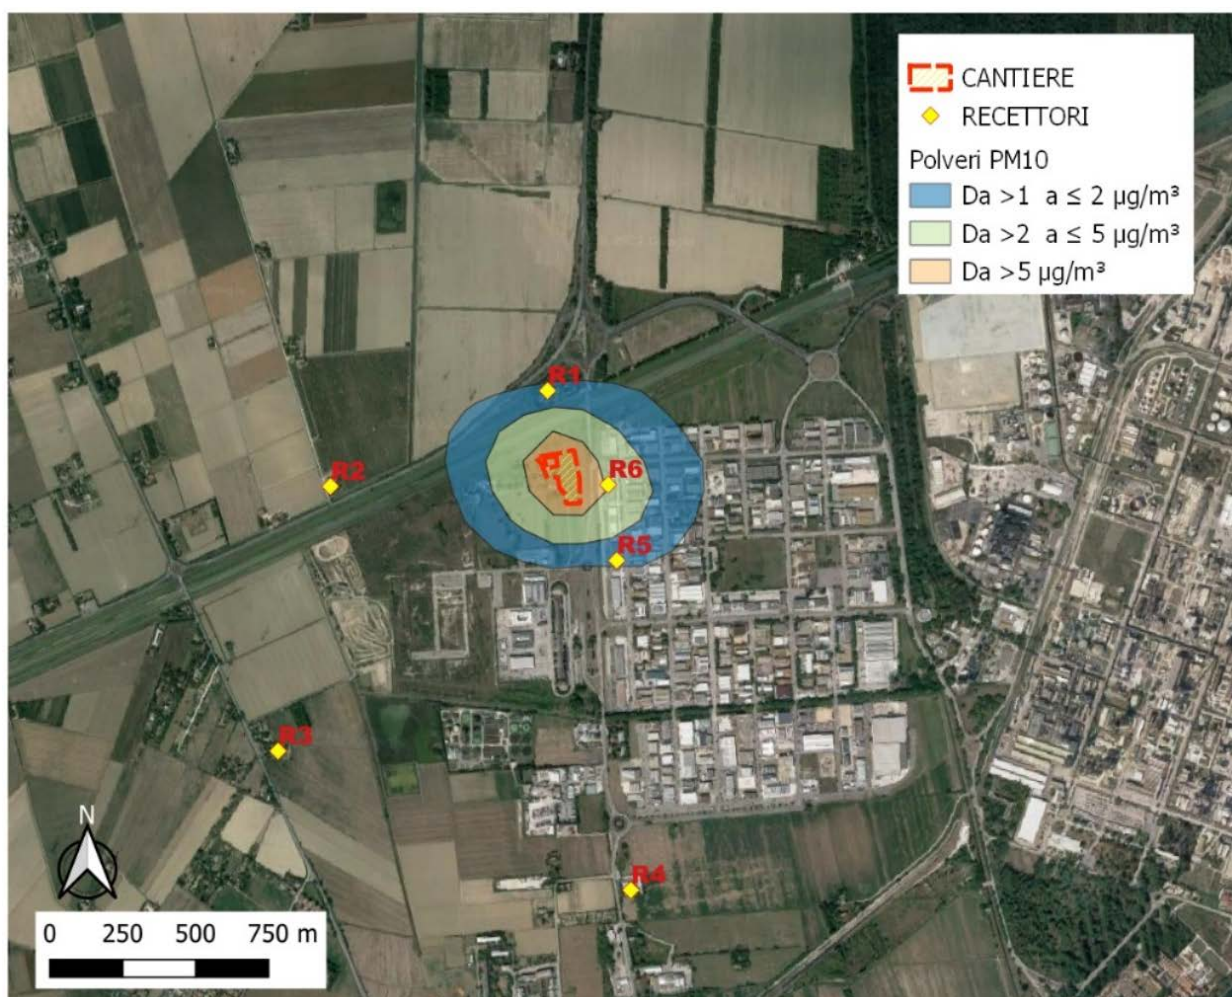 CANTIERE
RECETTORI
Polveri PM10
Da >1 a ≤ 2 µg/m³
Da >2 a ≤ 5 µg/m³
Da >5 µg/m³
R1
R2
R6
R5
R3
R4
N
0 250 500 750 m